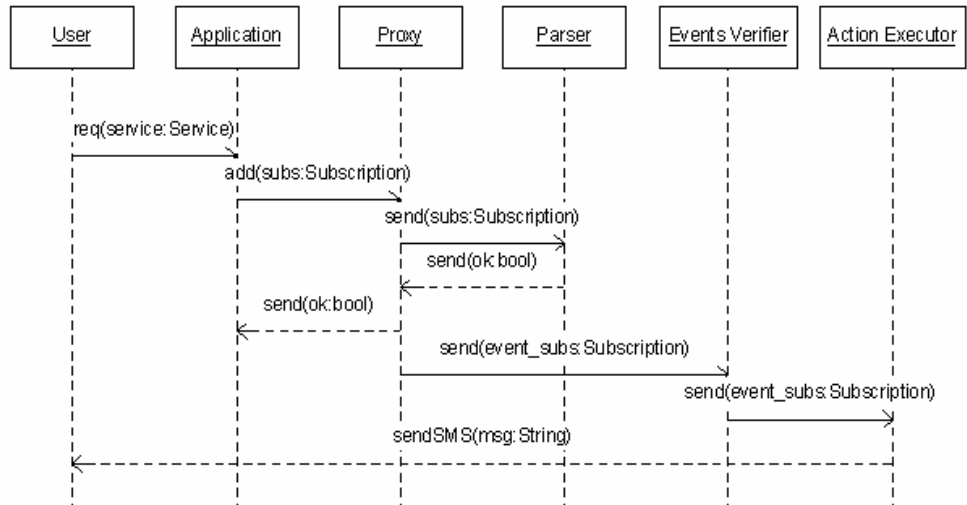 User
Application
Proxy
Parser
Events Verifier
Action Executor
req(service:Service)
add(subs:Subscription)
send(subs:Subscription)
send(ok:bool)
send(ok:bool)
send(event_subs:Subscription)
send(event_subs:Subscription)
sendSMS(msg:String)